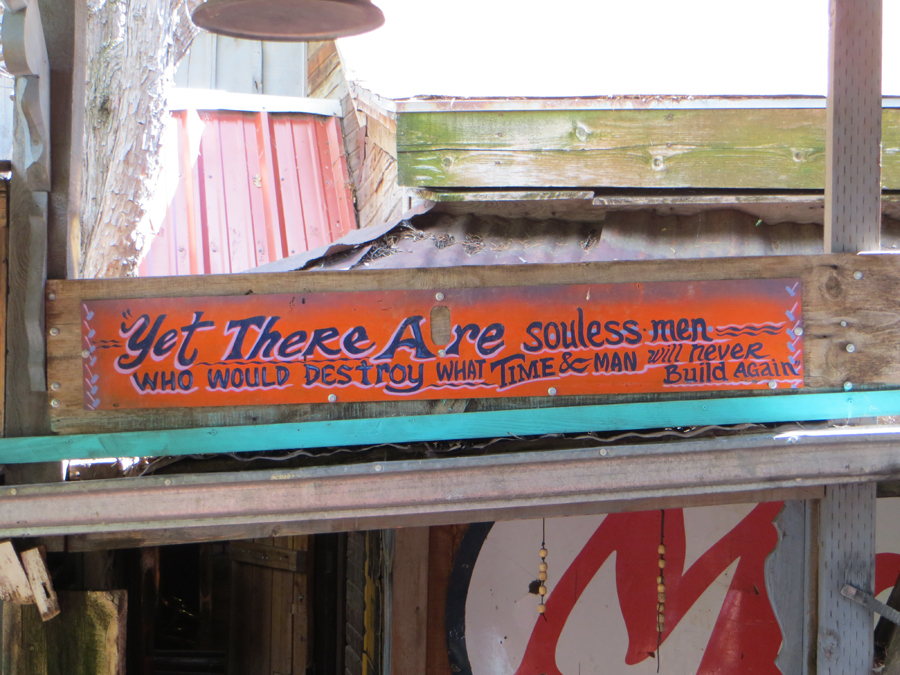 "Yet There Are souless men
WHO WOULD DESTroy WHAT TIME & MAN will never
Build Again